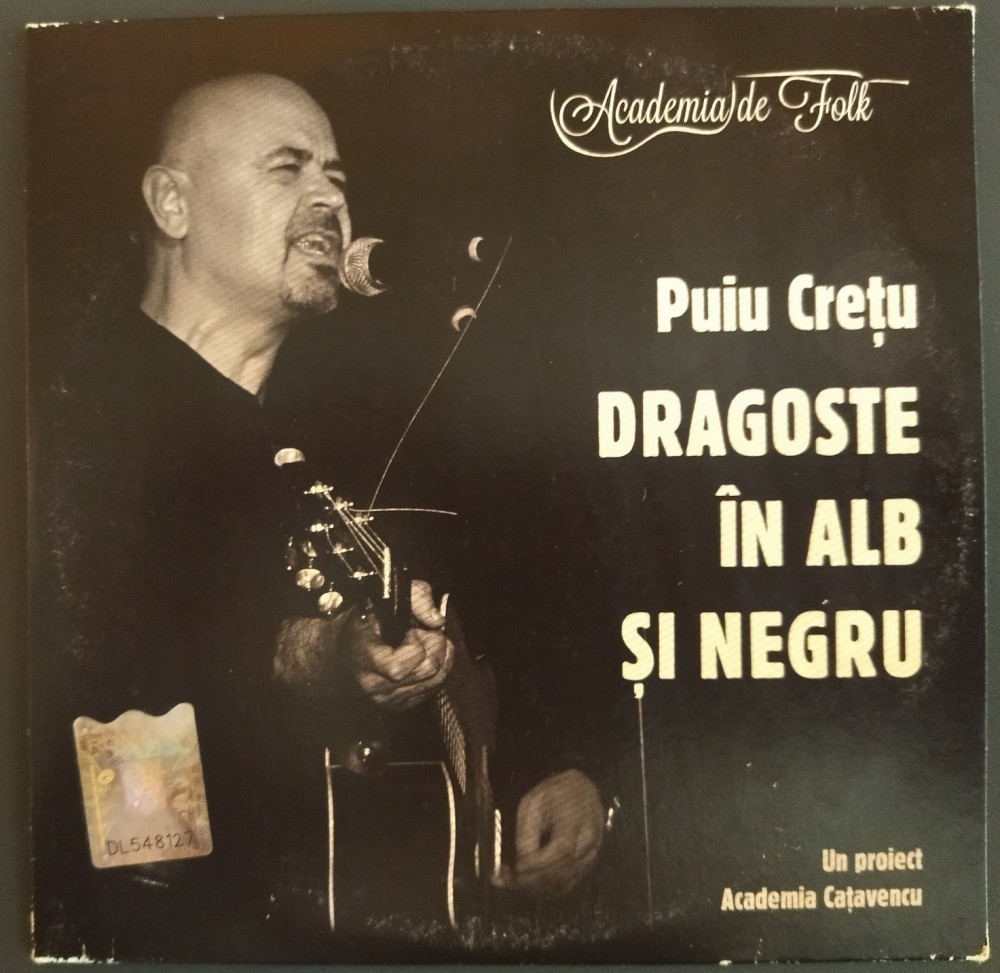 Academia de Folk
Puiu Crețu
DRAGOSTE
ÎN ALB
ȘI NEGRU
DL548127
Un proiect
Academia Cațavencu